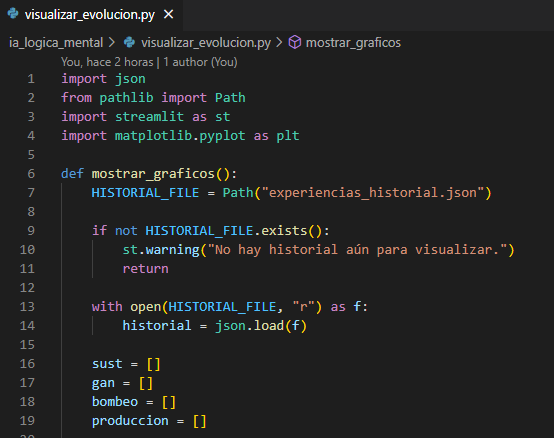 visualizar_evolucion.py ×
ia_logica_mental > visualizar_evolucion.py > mostrar_graficos
You, hace 2 horas | 1 author (You)
1 import json
2 from pathlib import Path
3 import streamlit as st
4 import matplotlib.pyplot as plt
5
6 def mostrar_graficos():
7     HISTORIAL_FILE = Path("experiencias_historial.json")
8
9     if not HISTORIAL_FILE.exists():
10         st.warning("No hay historial aún para visualizar.")
11         return
12
13     with open(HISTORIAL_FILE, "r") as f:
14         historial = json.load(f)
15
16     sust = []
17     gan = []
18     bombeo = []
19     produccion = []